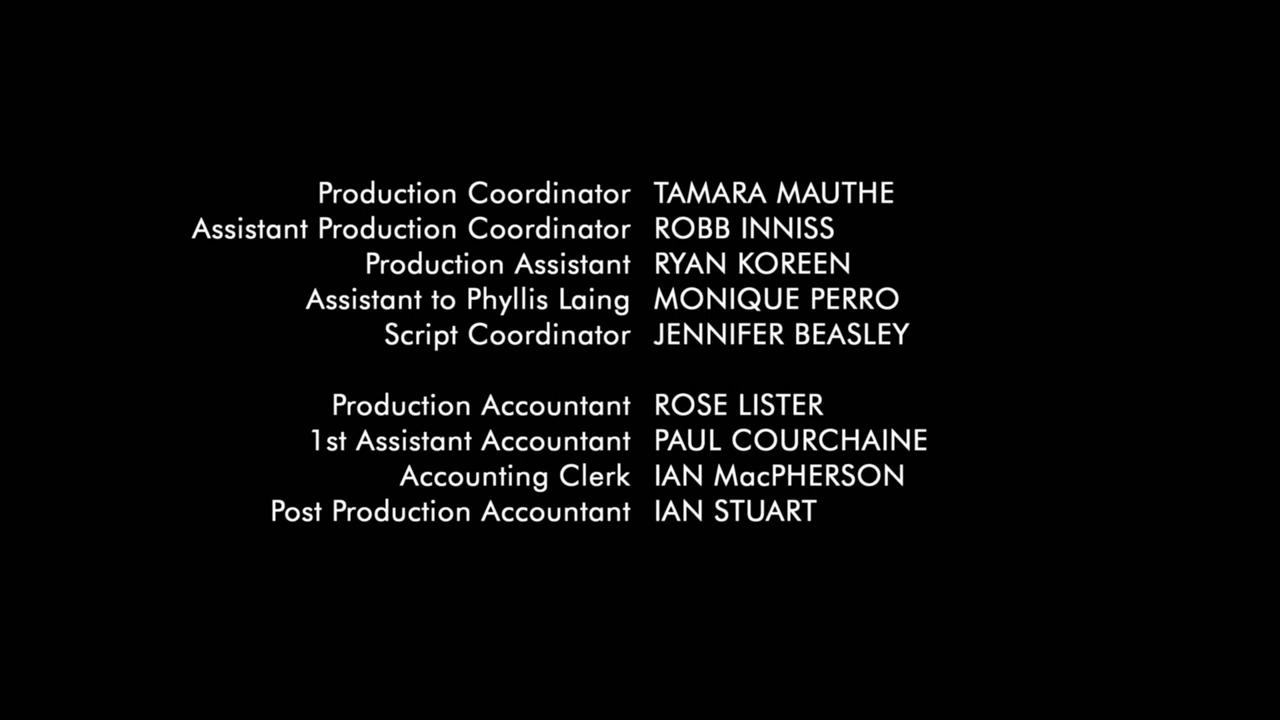 Production Coordinator TAMARA MAUTHE
Assistant Production Coordinator ROBB INNISS
Production Assistant RYAN KOREEN
Assistant to Phyllis Laing MONIQUE PERRO
Script Coordinator JENNIFER BEASLEY
Production Accountant ROSE LISTER
1st Assistant Accountant PAUL COURCHAINE
Accounting Clerk IAN MacPHERSON
Post Production Accountant IAN STUART